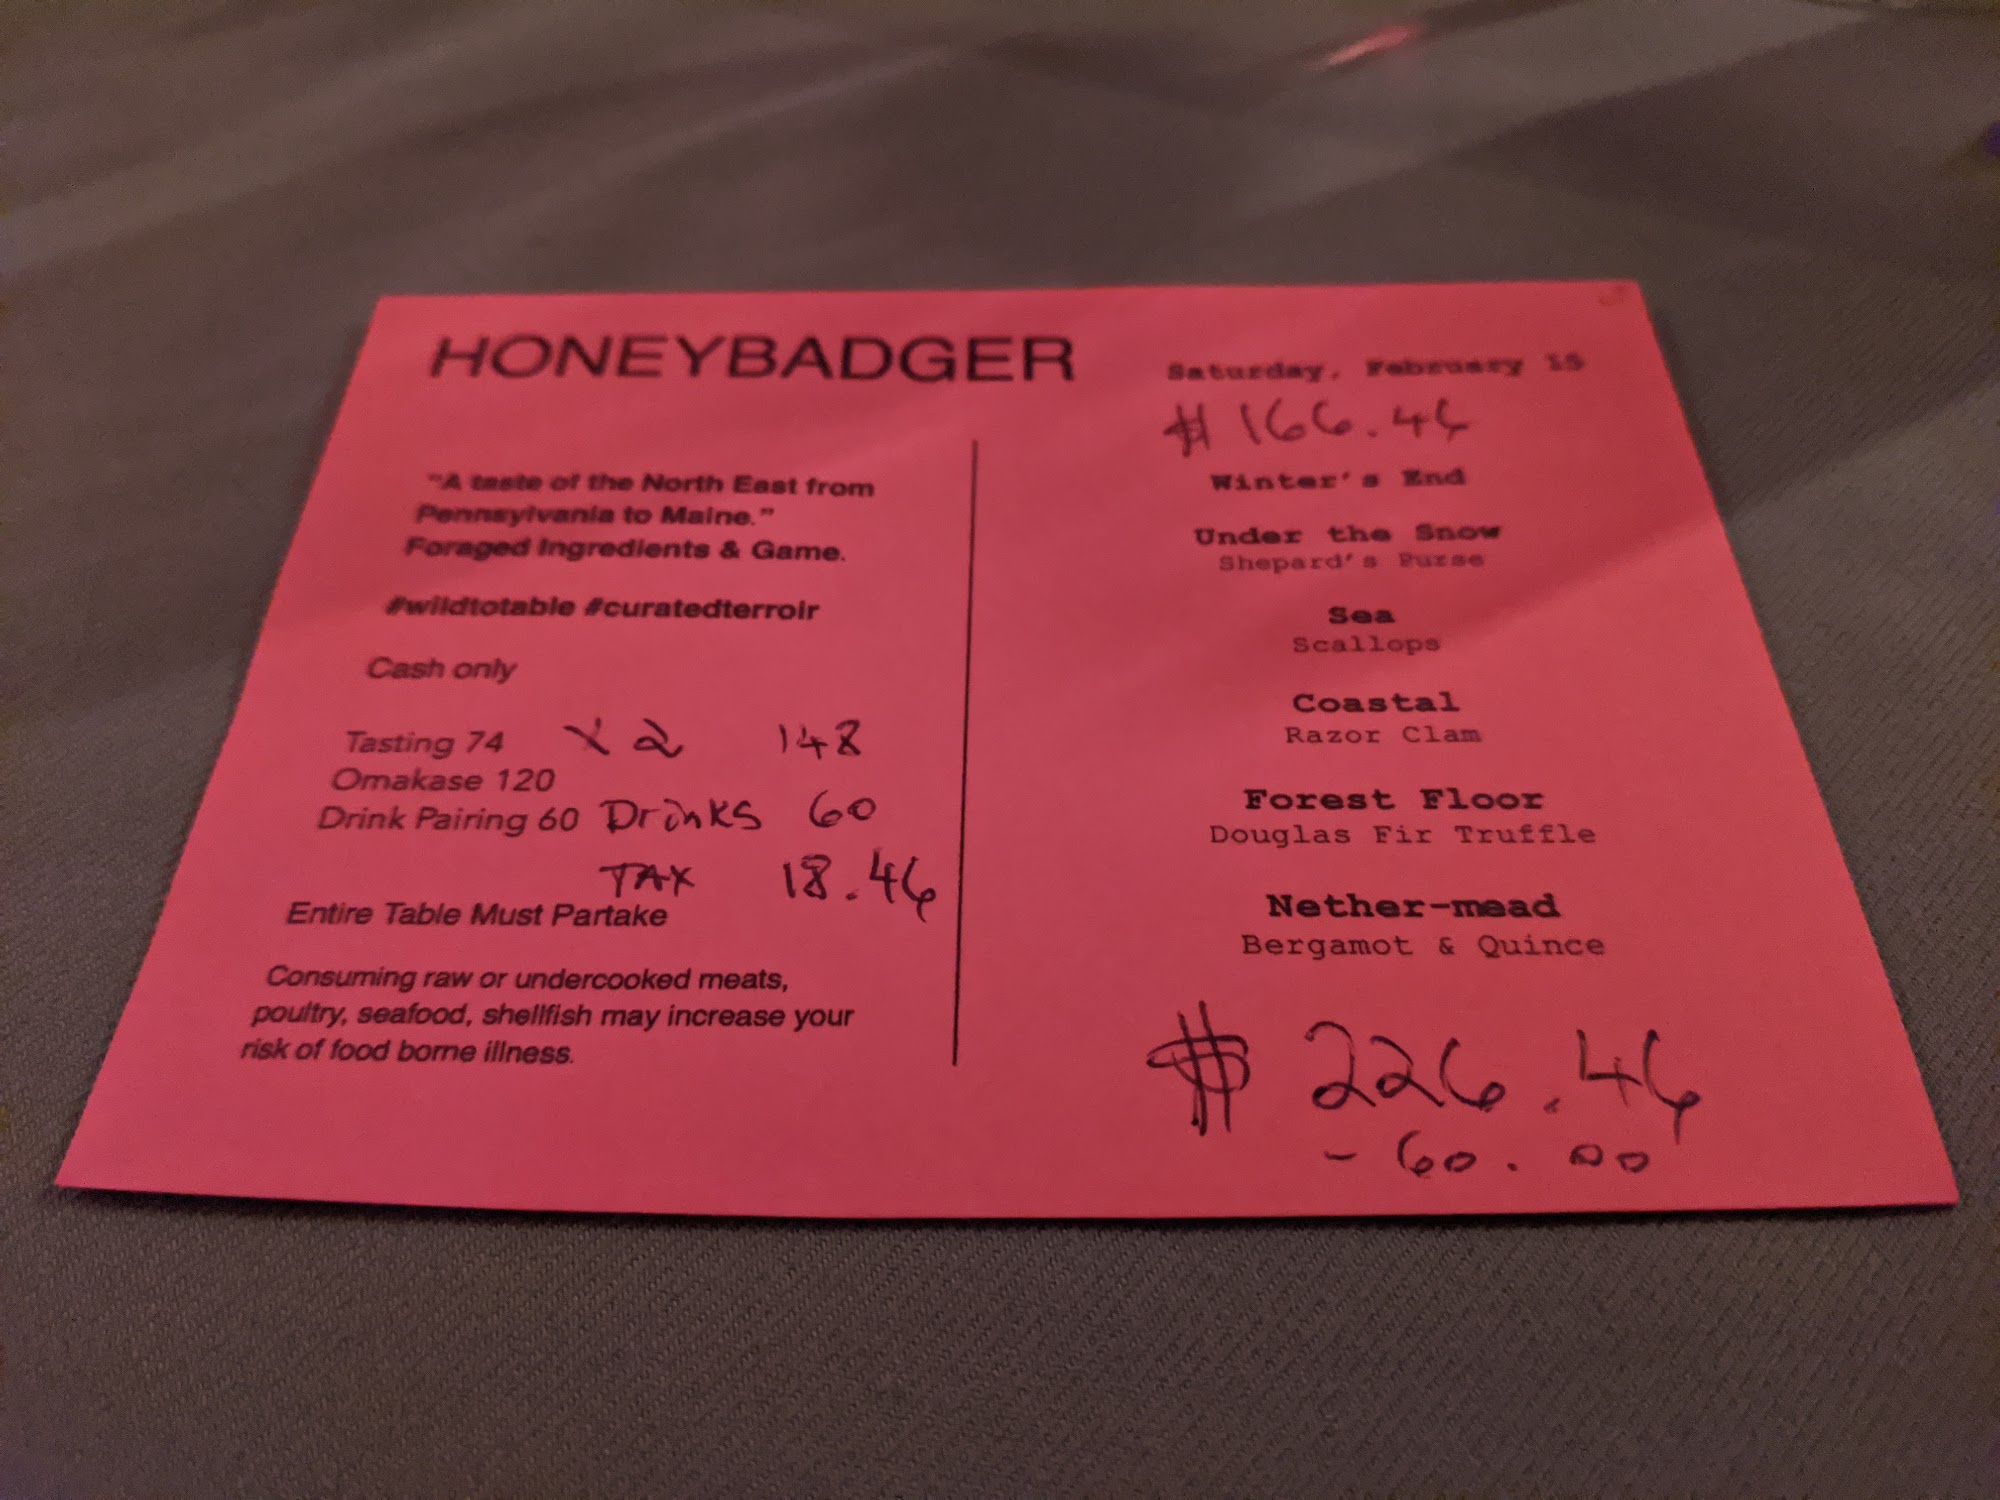 HONEYBADGER
"A taste of the North East from
Pennsylvania to Maine."
Foraged Ingredients & Game.
#wildtotable #curatedterroir
Cash only
Tasting 74 x 2 148
Omakase 120
Drink Pairing 60 Drinks 60
TAX 18.46
Entire Table Must Partake
Consuming raw or undercooked meats,
poultry, seafood, shellfish may increase your
risk of food borne illness.
Saturday, February 15
$166.46
Winter's End
Under the Snow
Shepard's Purse
Sea
Scallops
Coastal
Razor Clam
Forest Floor
Douglas Fir Truffle
Nether-mead
Bergamot & Quince
$ 226.46
- 60.00